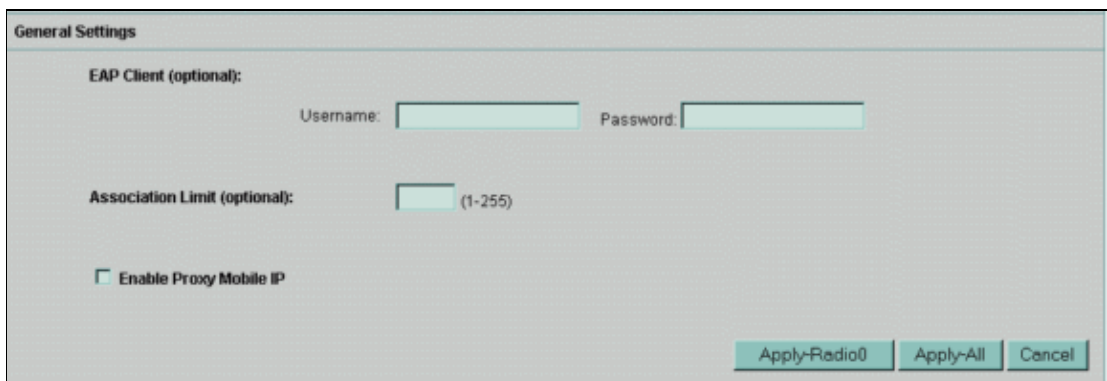 General Settings
EAP Client (optional):
Username: Password:
Association Limit (optional): (1-255)
Enable Proxy Mobile IP
Apply-Radio0 Apply-All Cancel